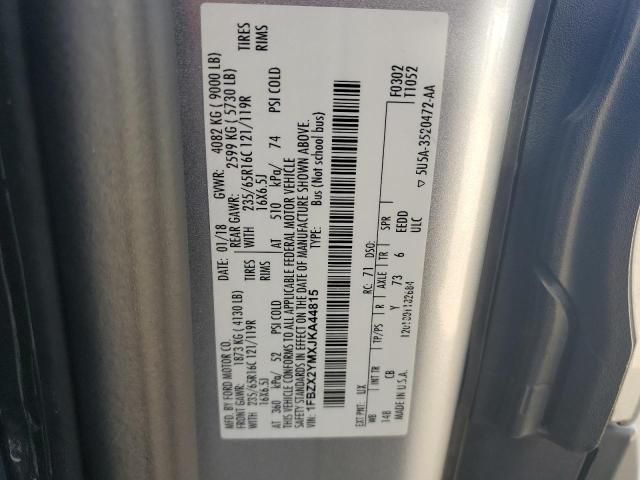 MFD. BY FORD MOTOR CO.
DATE: 01/18 GVWR: 4082 KG ( 9000 LB)
FRONT GAWR: 1873 KG ( 4130 LB) REAR GAWR: 2599 KG ( 5730 LB)
WITH 235/65R16C 121/119R TIRES WITH 235/65R16C 121/119R TIRES
16X6.5J RIMS 16X6.5J RIMS
AT 360 kPa/ 52 PSI COLD AT 510 kPa/ 74 PSI COLD
THIS VEHICLE CONFORMS TO ALL APPLICABLE FEDERAL MOTOR VEHICLE
SAFETY STANDARDS IN EFFECT ON THE DATE OF MANUFACTURE SHOWN ABOVE.
VIN: 1FBZX2YMXJKA44815 TYPE: Bus (Not school bus)
EXT PNT: UX RC: 71 DSO: F0302
WB INT TR TP/PS R AXLE TR SPR T1052
148 CB Y 73 6 EEDD
MADE IN U.S.A. ULC ▽ 5U5A-3520472-AA